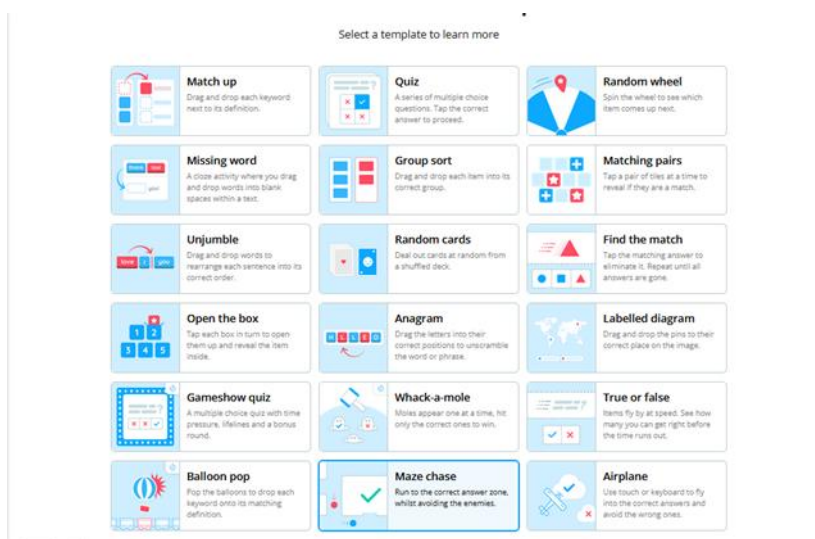 Select a template to learn more
Match up
Drag and drop each keyword
next to its definition.
Quiz
A series of multiple choice
questions. Tap the correct
answer to proceed.
Random wheel
Spin the wheel to see which
item comes up next.
Missing word
A cloze activity where you drag
and drop words into blank
spaces within a text.
Group sort
Drag and drop each item into its
correct group.
Matching pairs
Tap a pair of tiles at a time to
reveal if they are a match.
Unjumble
Drag and drop words to
rearrange each sentence into its
correct order.
love I you
Random cards
Deal out cards at random from
a shuffled deck.
Find the match
Tap the matching answer to
eliminate it. Repeat until all
answers are gone.
Open the box
Tap each box in turn to open
them up and reveal the item
inside.
1 2
3 4 5
Anagram
Drag the letters into their
correct positions to unscramble
the word or phrase.
Labelled diagram
Drag and drop the pins to their
correct place on the image.
Gameshow quiz
A multiple choice quiz with time
pressure, lifelines and a bonus
round.
Whack-a-mole
Moles appear one at a time, hit
only the correct ones to win.
True or false
Items fly by at speed. See how
many you can get right before
the time runs out.
Balloon pop
Pop the balloons to drop each
keyword onto its matching
definition.
Maze chase
Run to the correct answer zone,
whilst avoiding the enemies.
Airplane
Use touch or keyboard to fly
into the correct answers and
avoid the wrong ones.